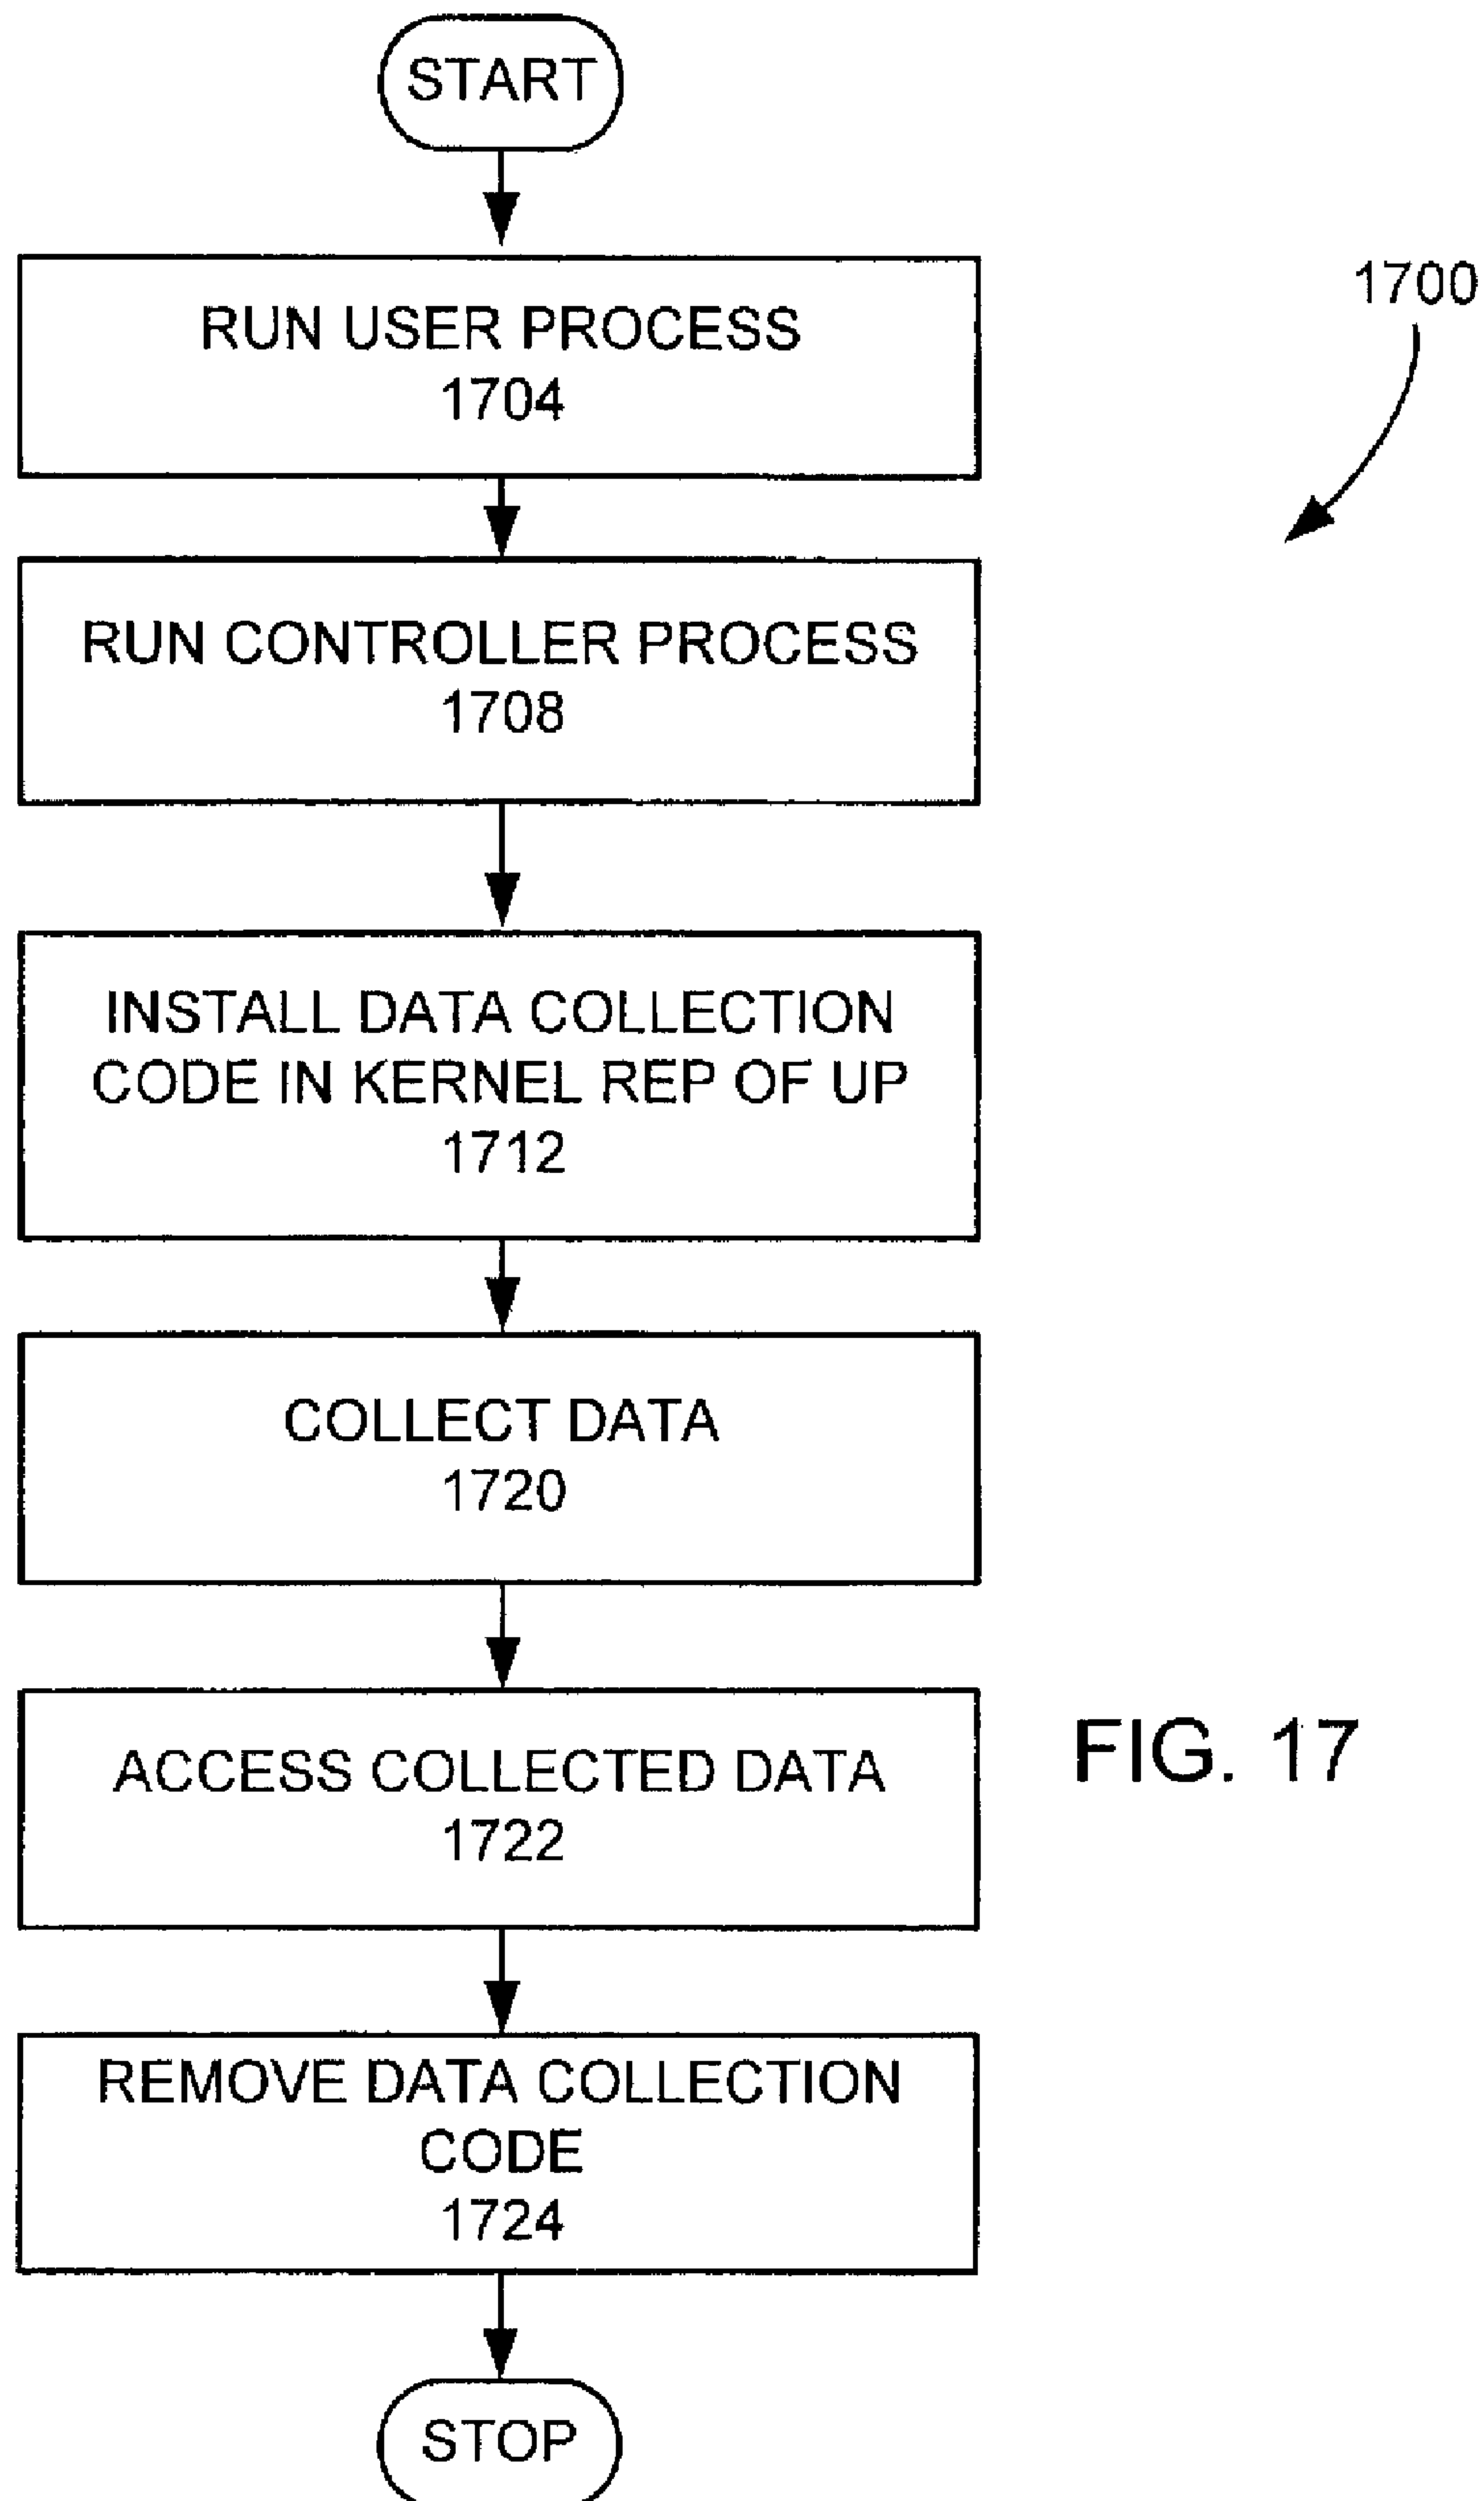 START
RUN USER PROCESS
1704
1700
RUN CONTROLLER PROCESS
1708
INSTALL DATA COLLECTION
CODE IN KERNEL REP OF UP
1712
COLLECT DATA
1720
ACCESS COLLECTED DATA
1722
FIG. 17
REMOVE DATA COLLECTION
CODE
1724
STOP